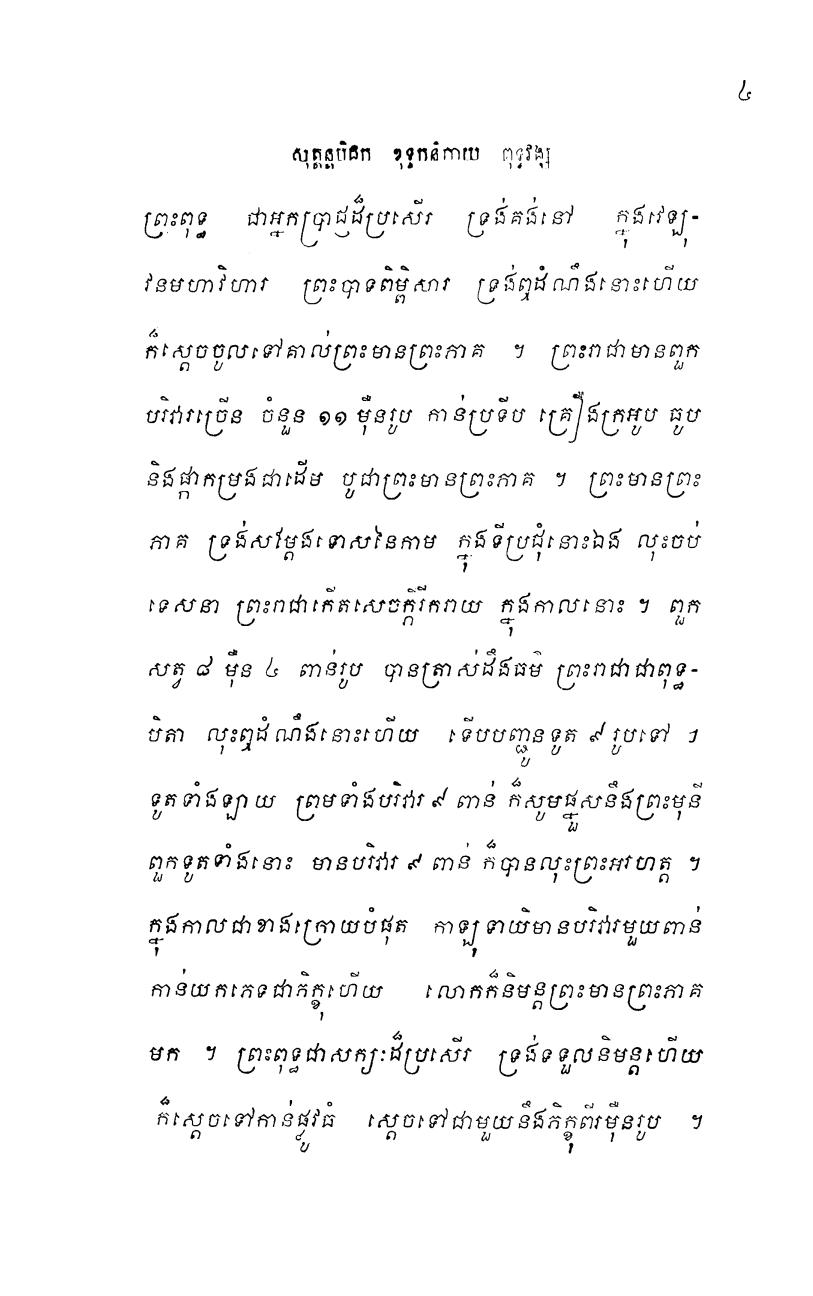 ៤
សុត្តន្តបិដក ខុទ្ទកនិកាយ ពុទ្ធវង្ស
ព្រះពុទ្ធ ជាអ្នកប្រាជ្ញដ៏ប្រសើរ ទ្រង់គង់នៅ ក្នុងវេឡុ-
វនមហាវិហារ ព្រះបាទពិម្ពិសារ ទ្រង់ឮដំណឹងនោះហើយ
ក៏ស្តេចចូលទៅគាល់ព្រះមានព្រះភាគ ។ ព្រះរាជាមានពួក
បរិវារច្រើន ចំនួន ១១ ម៉ឺនរូប កាន់ប្រទីប គ្រឿងក្រអូប ធូប
និងផ្កាកម្រងជាដើម បូជាព្រះមានព្រះភាគ ។ ព្រះមានព្រះ
ភាគ ទ្រង់សម្តែងទោសនៃកាម ក្នុងទីប្រជុំនោះឯង លុះចប់
ទេសនា ព្រះរាជាកើតសេចក្តីរីករាយ ក្នុងកាលនោះ ។ ពួក
សត្វ ៨ ម៉ឺន ៤ ពាន់រូប បានត្រាស់ដឹងធម៌ ព្រះរាជាជាពុទ្ធ-
បិតា លុះឮដំណឹងនោះហើយ ទើបបញ្ជូនទូត ៩ រូបទៅ ។
ទូតទាំងឡាយ ព្រមទាំងបរិវារ ៩ ពាន់ ក៏សូមផ្នួសនឹងព្រះមុនី
ពួកទូតទាំងនោះ មានបរិវារ ៩ ពាន់ ក៏បានលុះព្រះអរហត្ត ។
ក្នុងកាលជាខាងក្រោយបំផុត កាឡុទាយិមានបរិវារមួយពាន់
កាន់យកភេទជាភិក្ខុហើយ លោកក៏និមន្តព្រះមានព្រះភាគ
មក ។ ព្រះពុទ្ធជាសក្យៈដ៏ប្រសើរ ទ្រង់ទទួលនិមន្តហើយ
ក៏ស្តេចទៅកាន់ផ្លូវធំ ស្តេចទៅជាមួយនឹងភិក្ខុពីរម៉ឺនរូប ។